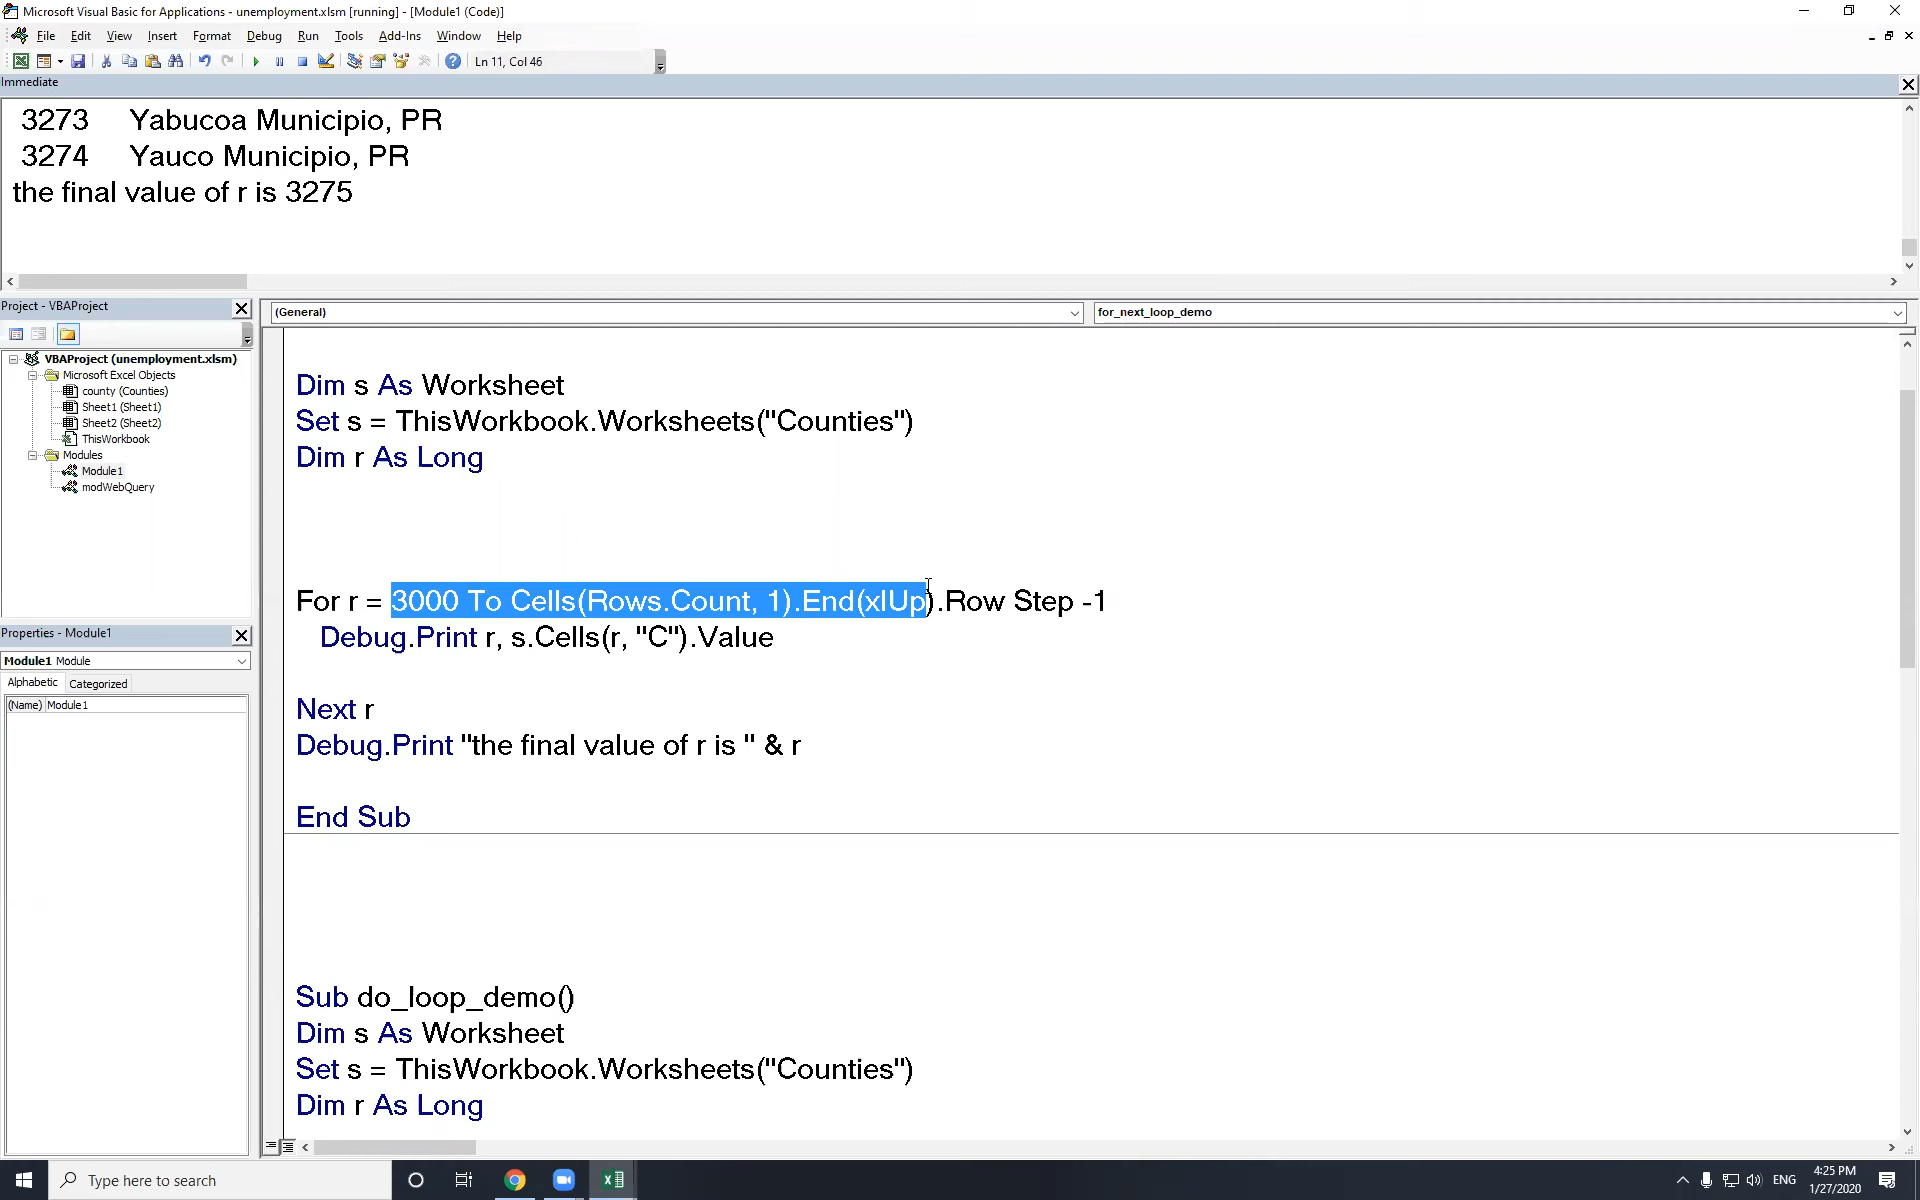 Microsoft Visual Basic for Applications - unemployment.xlsm [running] - [Module1 (Code)]
File Edit View Insert Format Debug Run Tools Add-Ins Window Help
Ln 11, Col 46
Immediate
3273 Yabucoa Municipio, PR
3274 Yauco Municipio, PR
the final value of r is 3275
Project - VBAProject
VBAProject (unemployment.xlsm)
Microsoft Excel Objects
county (Counties)
Sheet1 (Sheet1)
Sheet2 (Sheet2)
ThisWorkbook
Modules
Module1
modWebQuery
Properties - Module1
Module1 Module
Alphabetic Categorized
(Name) Module1
(General) for_next_loop_demo
Dim s As Worksheet
Set s = ThisWorkbook.Worksheets("Counties")
Dim r As Long
For r = 3000 To Cells(Rows.Count, 1).End(xlUp).Row Step -1
Debug.Print r, s.Cells(r, "C").Value
Next r
Debug.Print "the final value of r is " & r
End Sub
Sub do_loop_demo()
Dim s As Worksheet
Set s = ThisWorkbook.Worksheets("Counties")
Dim r As Long
Type here to search
ENG
4:25 PM
1/27/2020